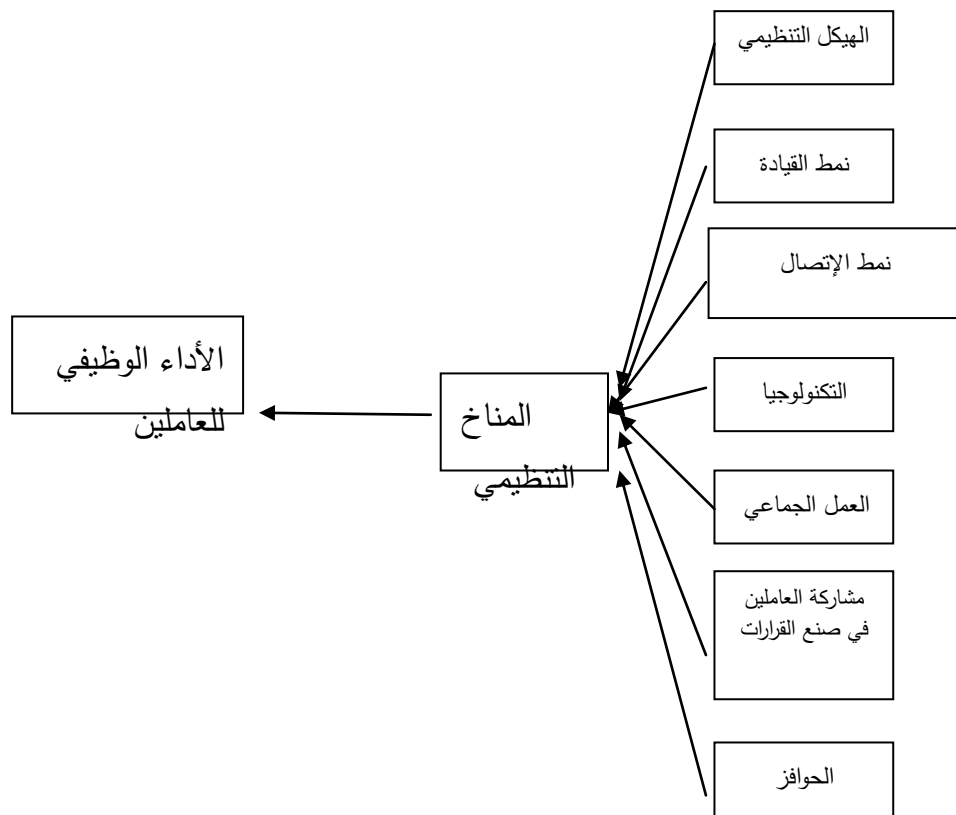 الهيكل التنظيمي
نمط القيادة
نمط الإتصال
التكنولوجيا
العمل الجماعي
مشاركة العاملين
في صنع القرارات
الحوافز
المناخ
التنظيمي
الأداء الوظيفي
للعاملين